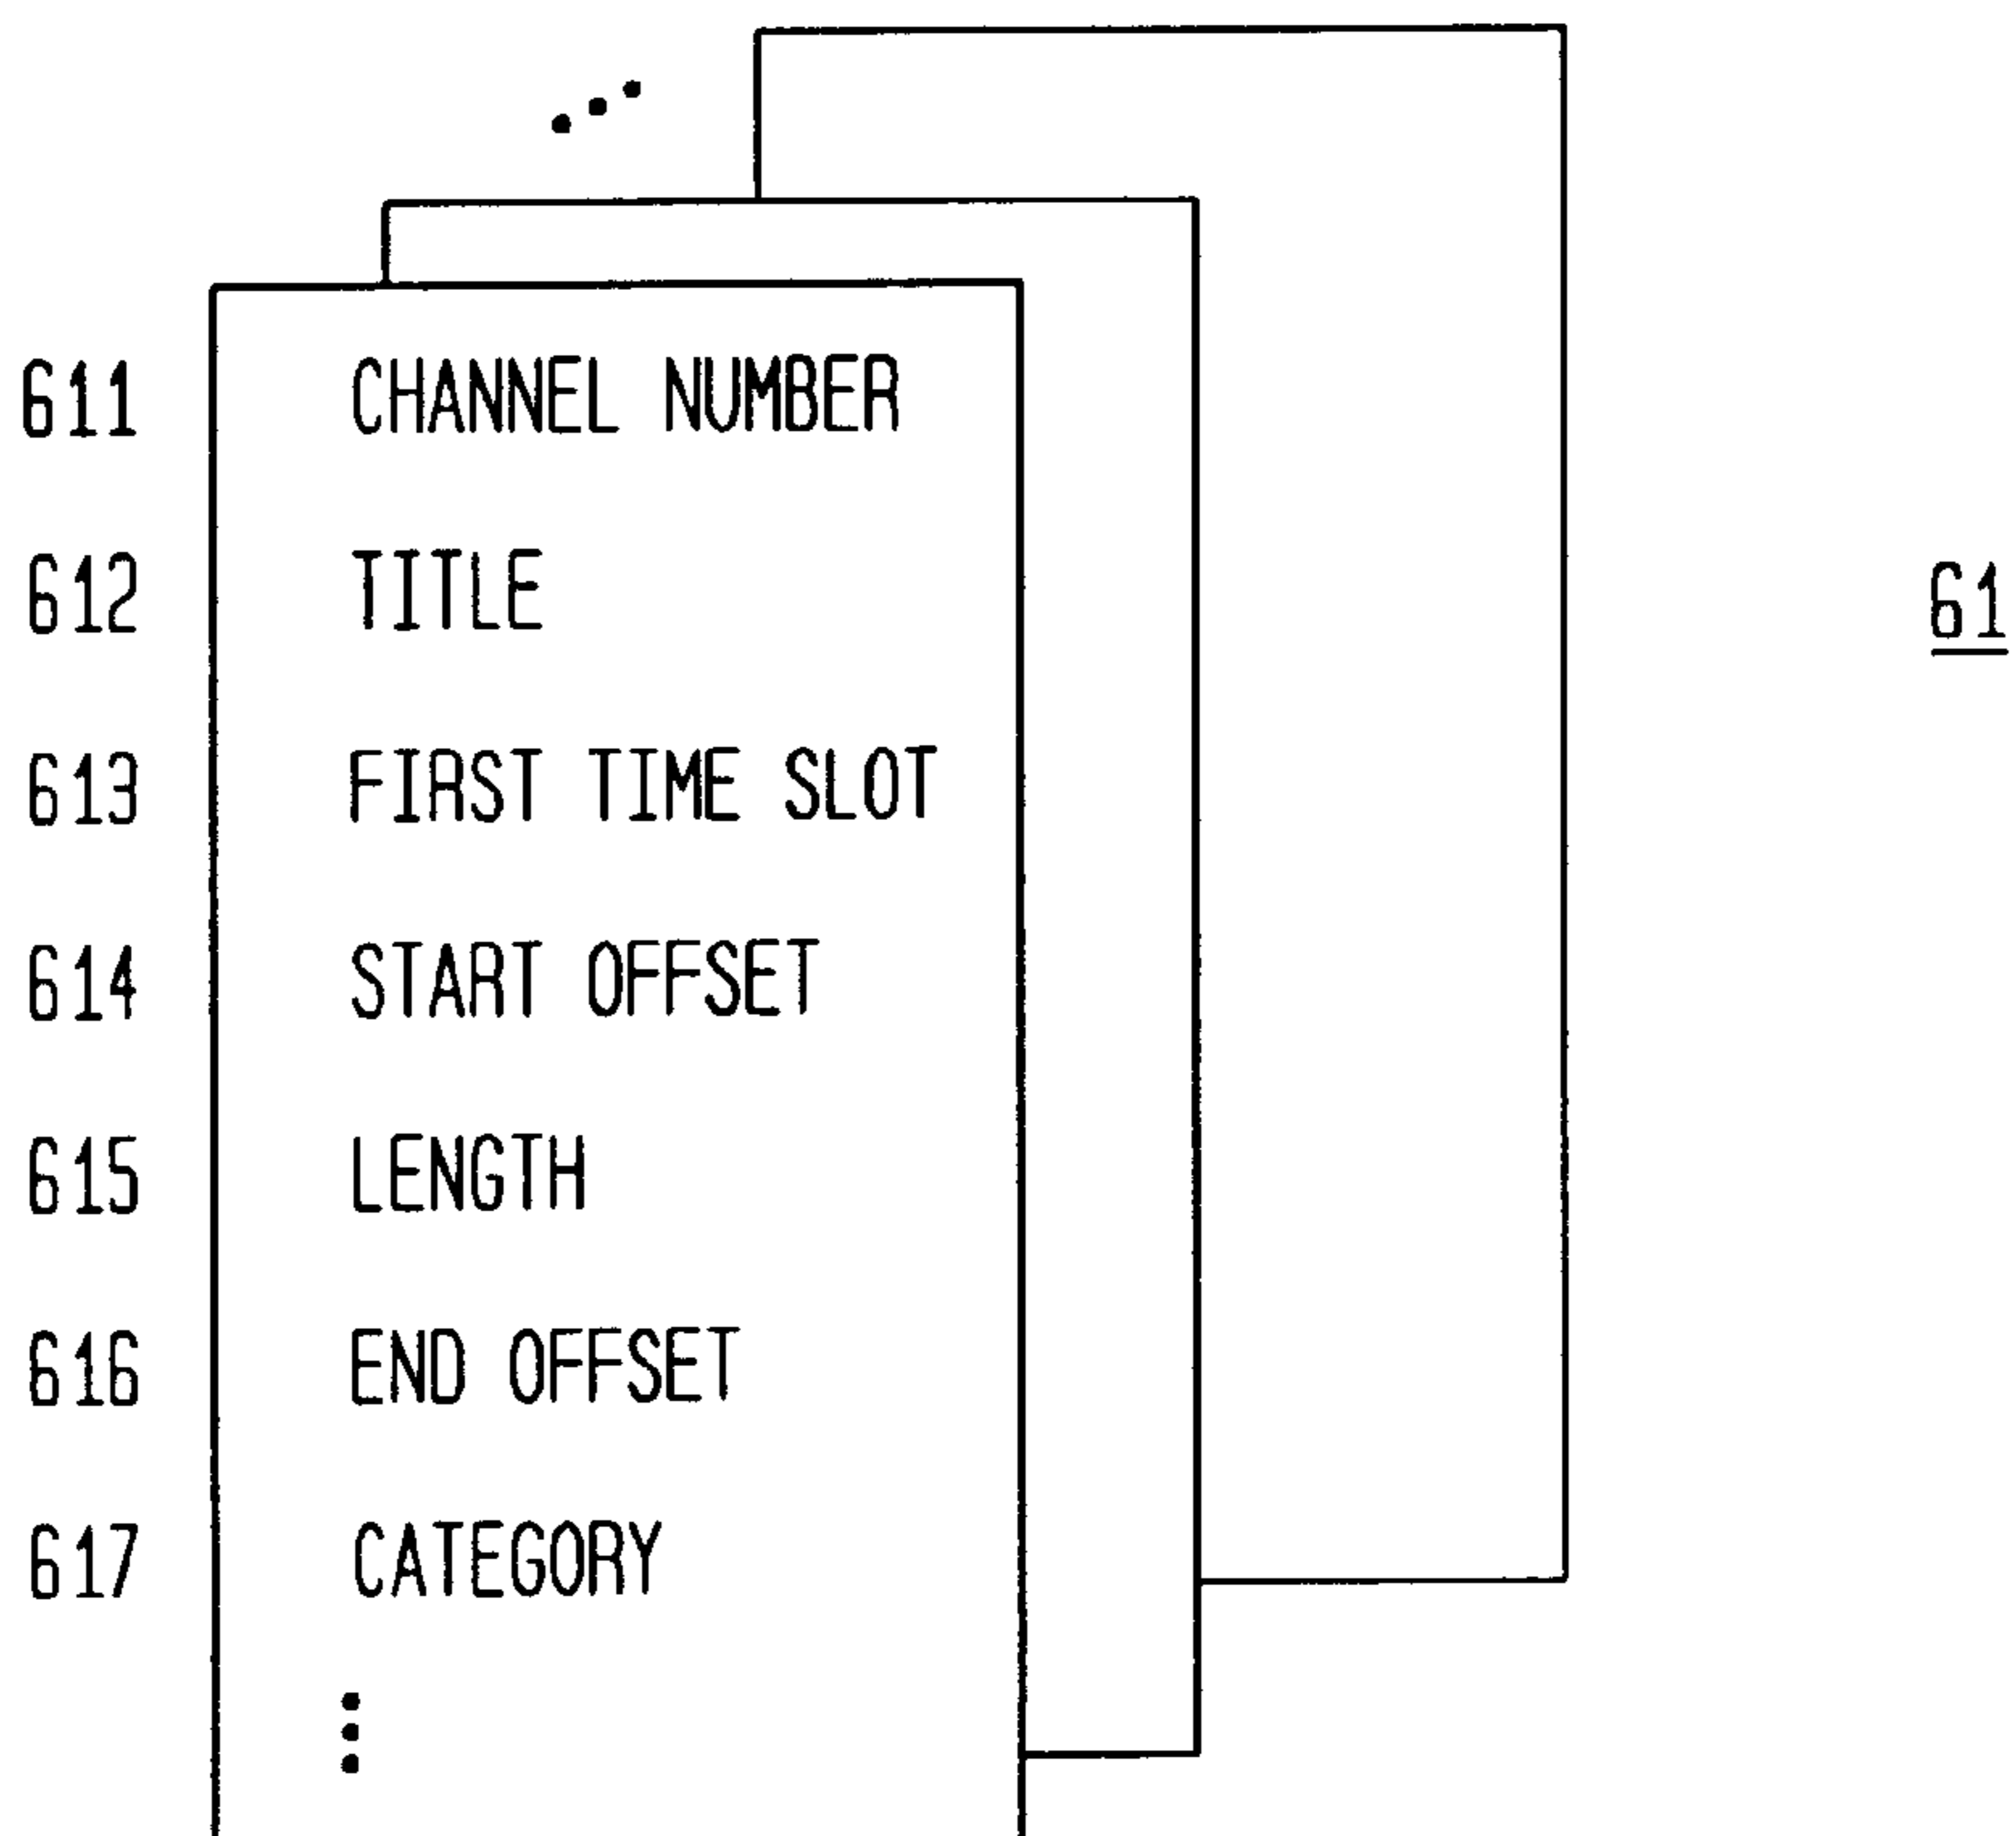 611 CHANNEL NUMBER
612 TITLE
61
613 FIRST TIME SLOT
614 START OFFSET
615 LENGTH
616 END OFFSET
617 CATEGORY